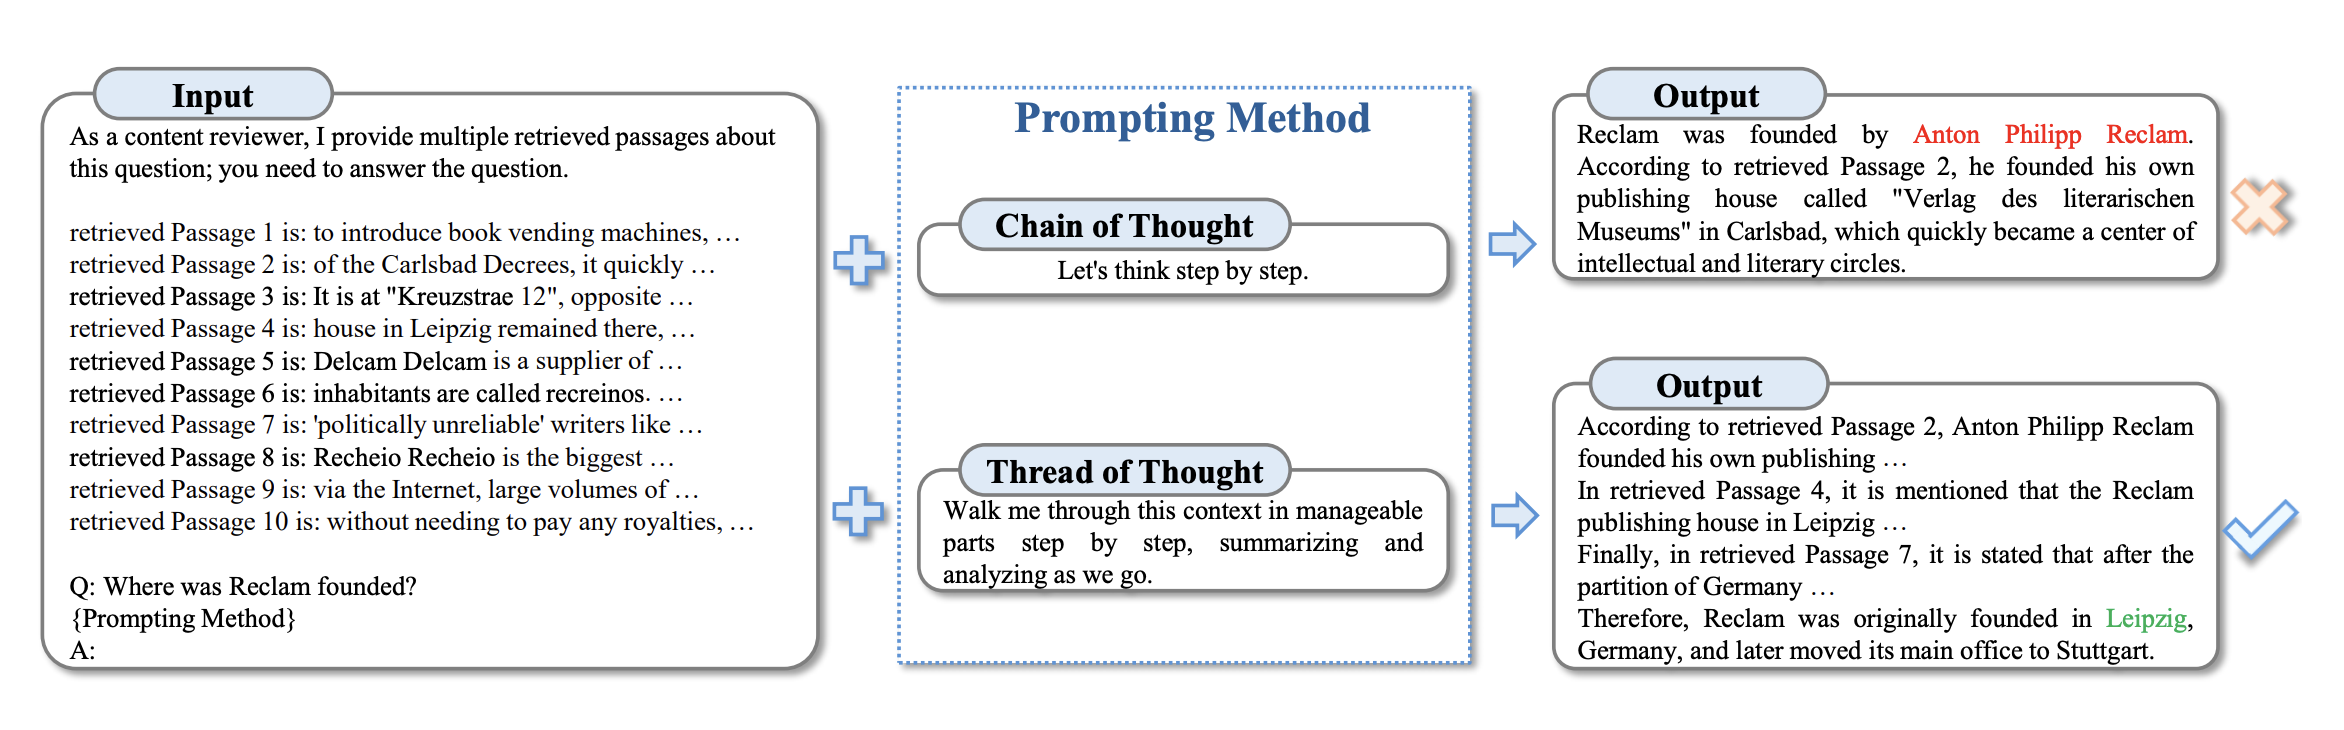 Input
As a content reviewer, I provide multiple retrieved passages about
this question; you need to answer the question.
retrieved Passage 1 is: to introduce book vending machines, …
retrieved Passage 2 is: of the Carlsbad Decrees, it quickly …
retrieved Passage 3 is: It is at "Kreuzstrae 12", opposite …
retrieved Passage 4 is: house in Leipzig remained there, …
retrieved Passage 5 is: Delcam Delcam is a supplier of …
retrieved Passage 6 is: inhabitants are called recreinos. …
retrieved Passage 7 is: 'politically unreliable' writers like …
retrieved Passage 8 is: Recheio Recheio is the biggest …
retrieved Passage 9 is: via the Internet, large volumes of …
retrieved Passage 10 is: without needing to pay any royalties, …
Q: Where was Reclam founded?
{Prompting Method}
A:
Prompting Method
Chain of Thought
Let's think step by step.
Thread of Thought
Walk me through this context in manageable
parts step by step, summarizing and
analyzing as we go.
Output
Reclam was founded by Anton Philipp Reclam.
According to retrieved Passage 2, he founded his own
publishing house called "Verlag des literarischen
Museums" in Carlsbad, which quickly became a center of
intellectual and literary circles.
Output
According to retrieved Passage 2, Anton Philipp Reclam
founded his own publishing …
In retrieved Passage 4, it is mentioned that the Reclam
publishing house in Leipzig …
Finally, in retrieved Passage 7, it is stated that after the
partition of Germany …
Therefore, Reclam was originally founded in Leipzig,
Germany, and later moved its main office to Stuttgart.